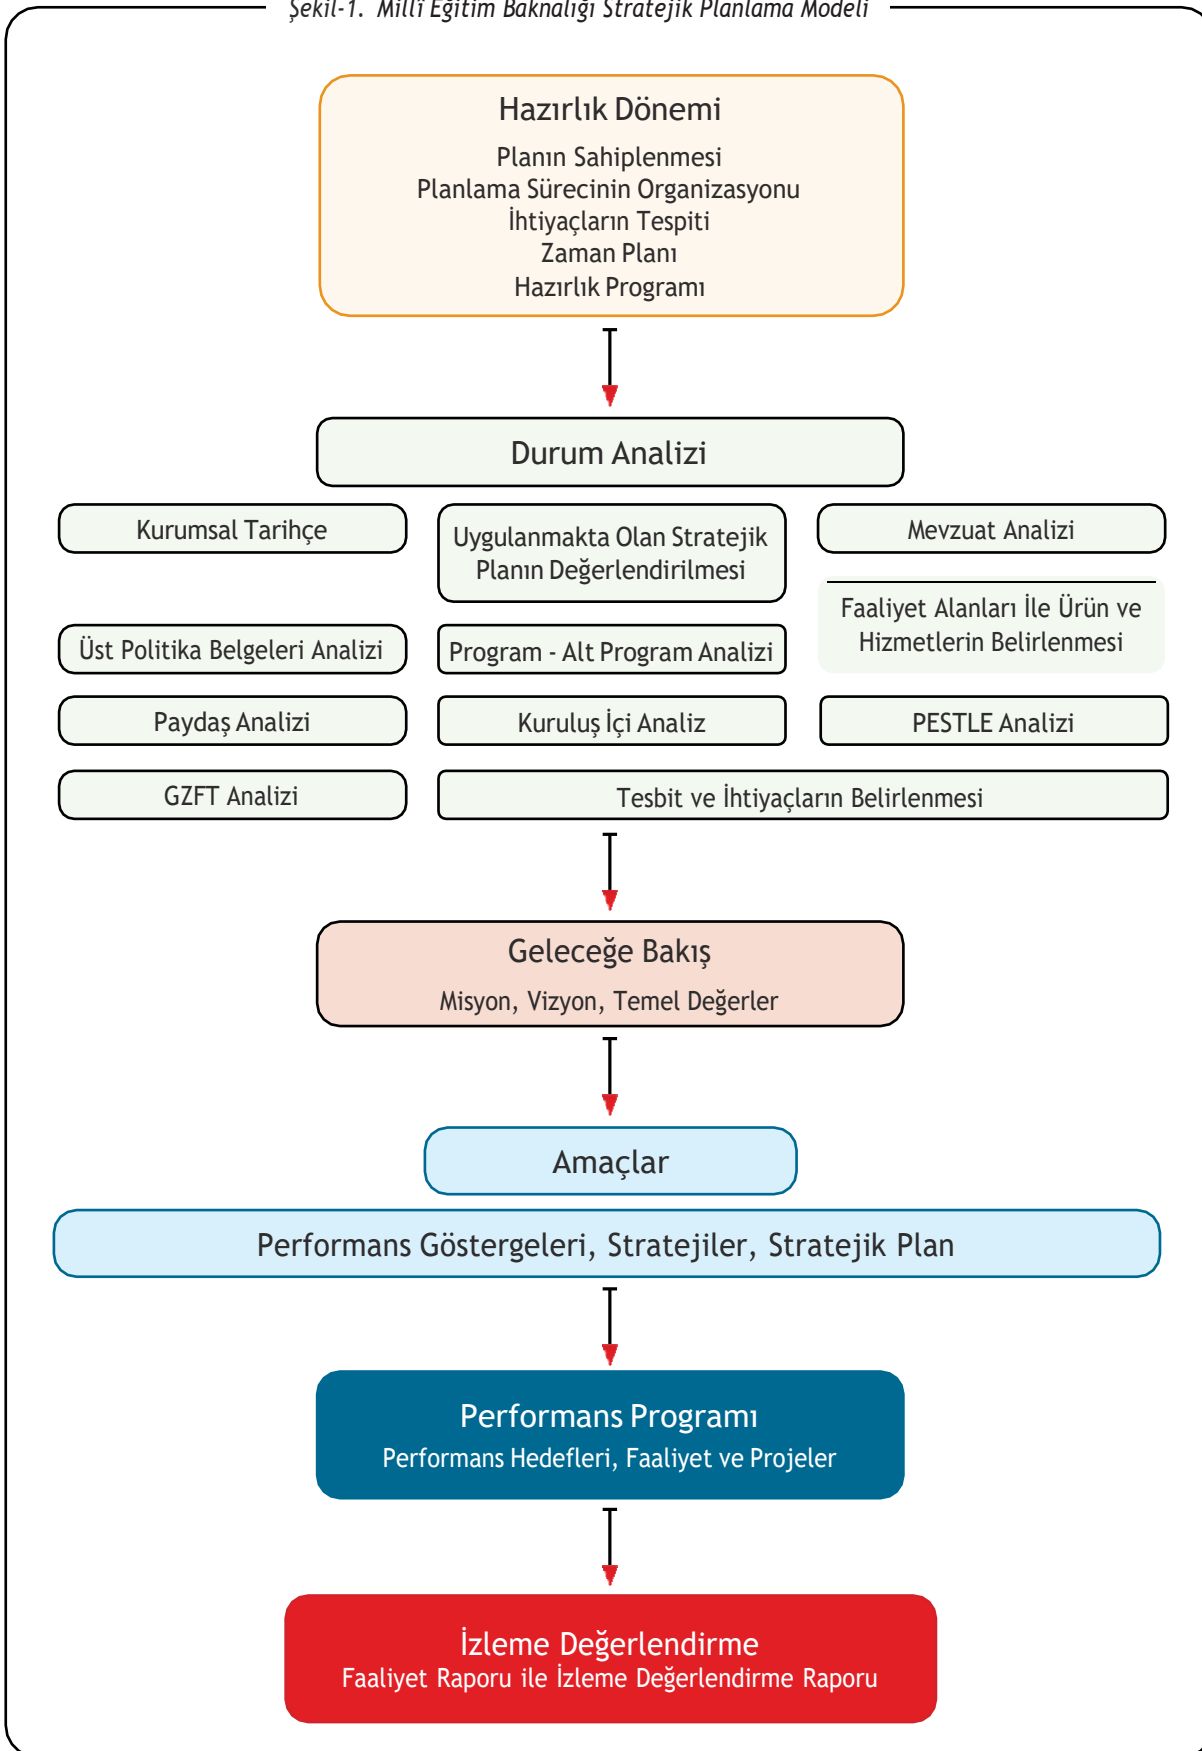 Şekil-1. Millî Eğitim Baknalığı Stratejik Planlama Modeli
Hazırlık Dönemi
Planın Sahiplenmesi
Planlama Sürecinin Organizasyonu
İhtiyaçların Tespiti
Zaman Planı
Hazırlık Programı
Durum Analizi
Kurumsal Tarihçe
Uygulanmakta Olan Stratejik
Planın Değerlendirilmesi
Mevzuat Analizi
Üst Politika Belgeleri Analizi
Program - Alt Program Analizi
Faaliyet Alanları İle Ürün ve
Hizmetlerin Belirlenmesi
Paydaş Analizi
Kuruluş İçi Analiz
PESTLE Analizi
GZFT Analizi
Tesbit ve İhtiyaçların Belirlenmesi
Geleceğe Bakış
Misyon, Vizyon, Temel Değerler
Amaçlar
Performans Göstergeleri, Stratejiler, Stratejik Plan
Performans Programı
Performans Hedefleri, Faaliyet ve Projeler
İzleme Değerlendirme
Faaliyet Raporu ile İzleme Değerlendirme Raporu